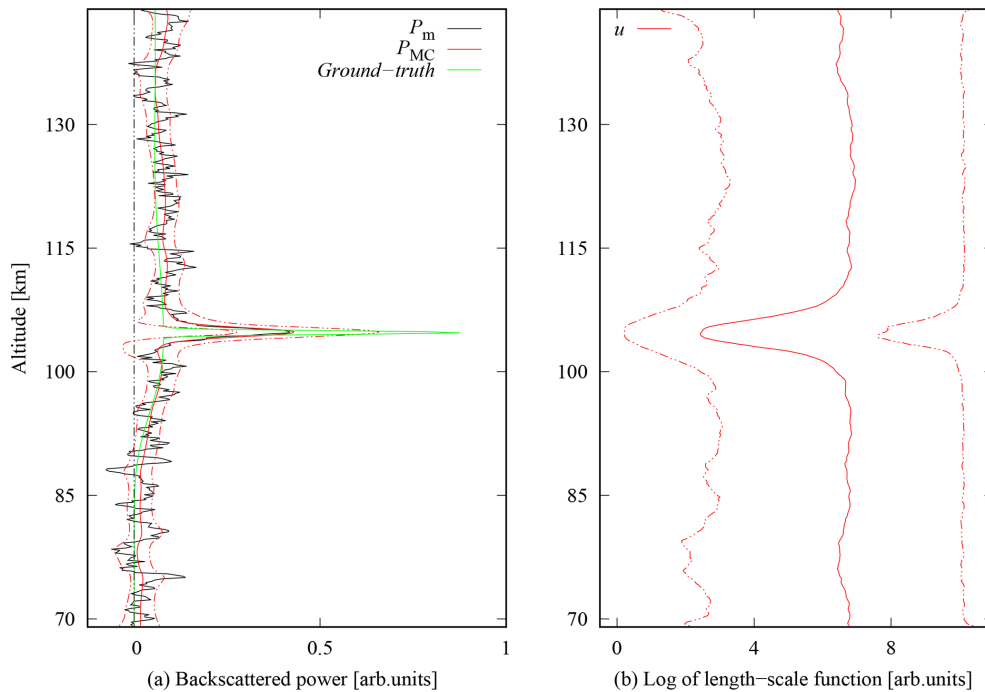 P_m
P_MC
Ground−truth
130
115
100
85
70
Altitude [km]
0
0.5
1
(a) Backscattered power [arb.units]
u
130
115
100
85
70
0
4
8
(b) Log of length−scale function [arb.units]